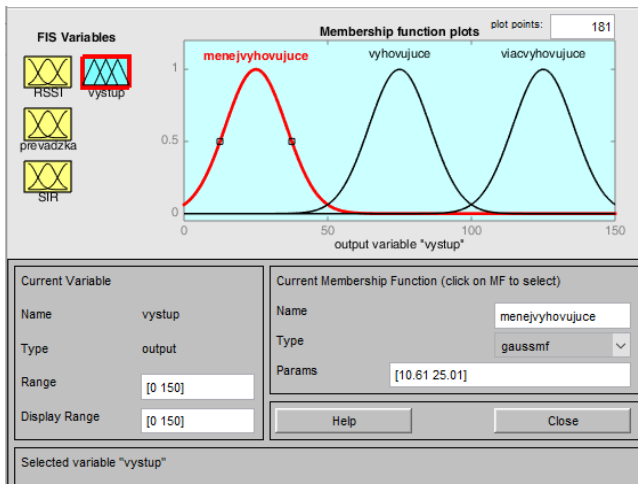 FIS Variables
RSSI
vystup
prevadzka
SIR
Membership function plots
plot points:
181
menejvyhovujuce
vyhovujuce
viacvyhovujuce
1
0.5
0
0
50
100
150
output variable "vystup"
Current Variable
Name
vystup
Type
output
Range
[0 150]
Display Range
[0 150]
Current Membership Function (click on MF to select)
Name
menejvyhovujuce
Type
gaussmf
Params
[10.61 25.01]
Help
Close
Selected variable "vystup"